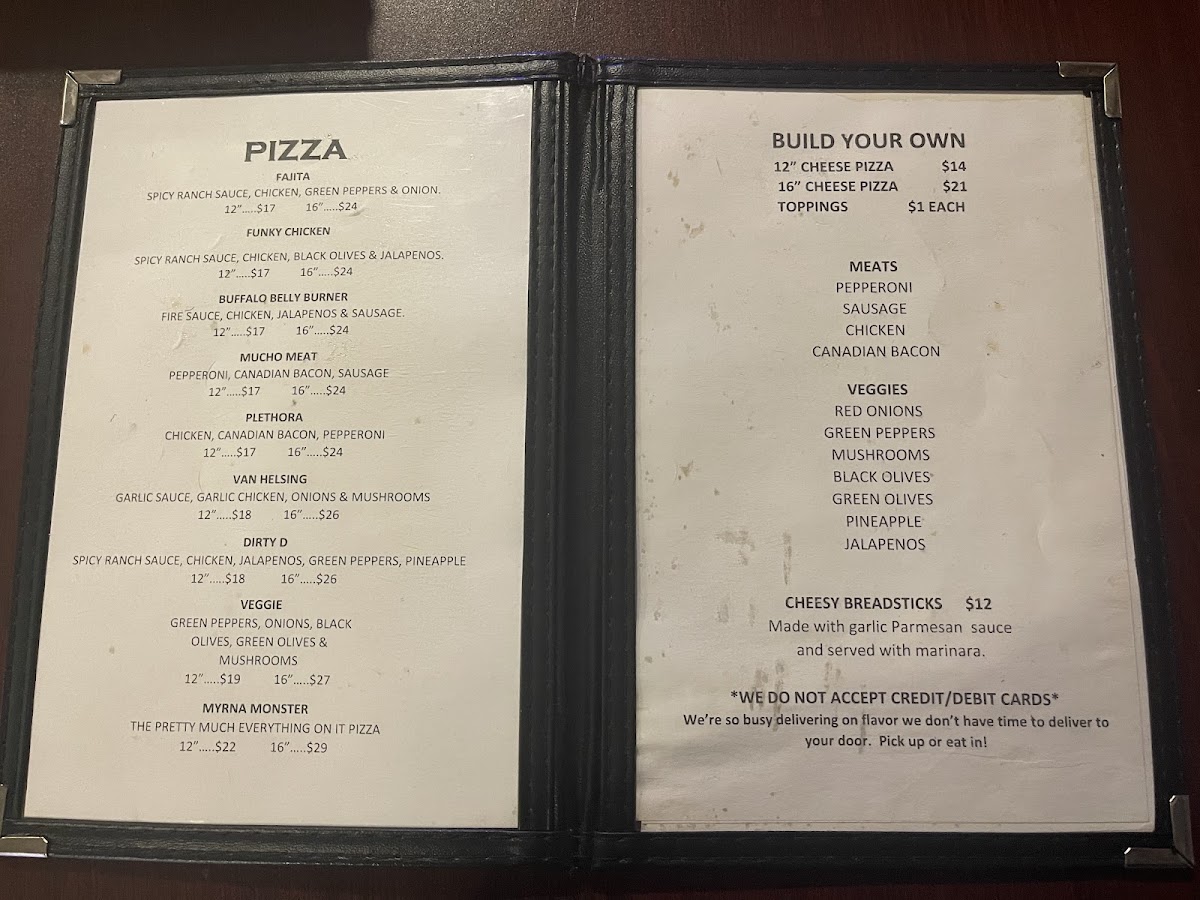 PIZZA
FAJITA
SPICY RANCH SAUCE, CHICKEN, GREEN PEPPERS & ONION.
12”.....$17 16”.....$24
FUNKY CHICKEN
SPICY RANCH SAUCE, CHICKEN, BLACK OLIVES & JALAPENOS.
12”.....$17 16”.....$24
BUFFALO BELLY BURNER
FIRE SAUCE, CHICKEN, JALAPENOS & SAUSAGE.
12”.....$17 16”.....$24
MUCHO MEAT
PEPPERONI, CANADIAN BACON, SAUSAGE
12”.....$17 16”.....$24
PLETHORA
CHICKEN, CANADIAN BACON, PEPPERONI
12”.....$17 16”.....$24
VAN HELSING
GARLIC SAUCE, GARLIC CHICKEN, ONIONS & MUSHROOMS
12”.....$18 16”.....$26
DIRTY D
SPICY RANCH SAUCE, CHICKEN, JALAPENOS, GREEN PEPPERS, PINEAPPLE
12”.....$18 16”.....$26
VEGGIE
GREEN PEPPERS, ONIONS, BLACK
OLIVES, GREEN OLIVES &
MUSHROOMS
12”.....$19 16”.....$27
MYRNA MONSTER
THE PRETTY MUCH EVERYTHING ON IT PIZZA
12”.....$22 16”.....$29
BUILD YOUR OWN
12” CHEESE PIZZA $14
16” CHEESE PIZZA $21
TOPPINGS $1 EACH
MEATS
PEPPERONI
SAUSAGE
CHICKEN
CANADIAN BACON
VEGGIES
RED ONIONS
GREEN PEPPERS
MUSHROOMS
BLACK OLIVES
GREEN OLIVES
PINEAPPLE
JALAPENOS
CHEESY BREADSTICKS $12
Made with garlic Parmesan sauce
and served with marinara.
*WE DO NOT ACCEPT CREDIT/DEBIT CARDS*
We’re so busy delivering on flavor we don’t have time to deliver to
your door. Pick up or eat in!